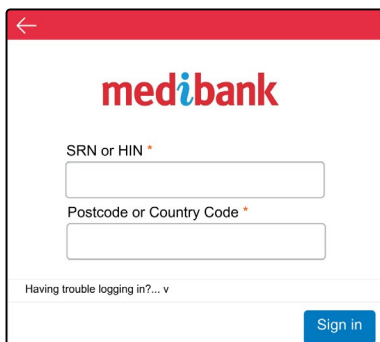 medibank
SRN or HIN *
Postcode or Country Code *
Having trouble logging in?... v
Sign in